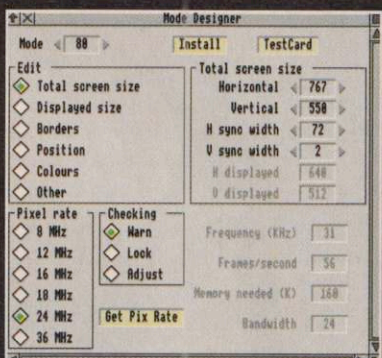 Mode Designer
Mode 80 Install TestCard
Edit
Total screen size
Displayed size
Borders
Position
Colours
Other
Total screen size
Horizontal 767
Vertical 550
H sync width 72
V sync width 2
H displayed 640
V displayed 512
Pixel rate
8 MHz
12 MHz
16 MHz
18 MHz
24 MHz
36 MHz
Checking
Warn
Lock
Adjust
Get Pix Rate
Frequency (KHz) 31
Frames/second 56
Memory needed (K) 160
Bandwidth 24